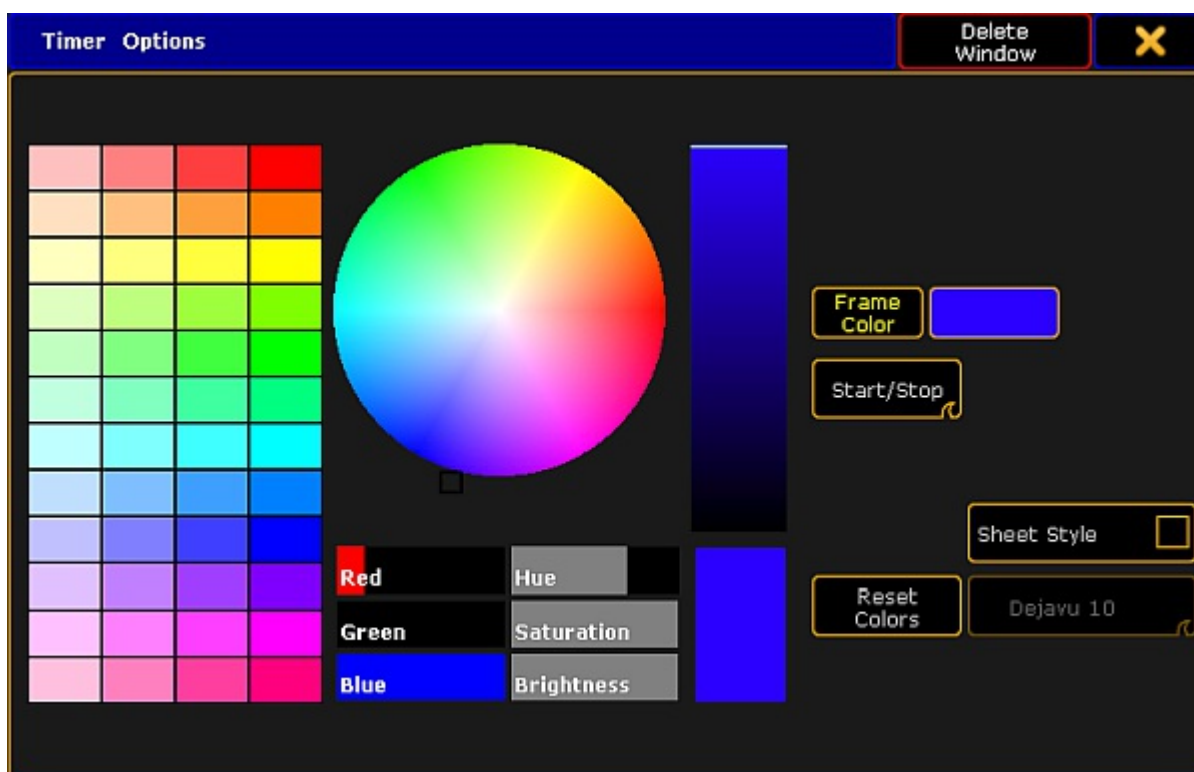 Timer Options
Delete
Window
Frame
Color
Start/Stop
Sheet Style
Red
Hue
Green
Saturation
Blue
Brightness
Reset
Colors
Dejavu 10